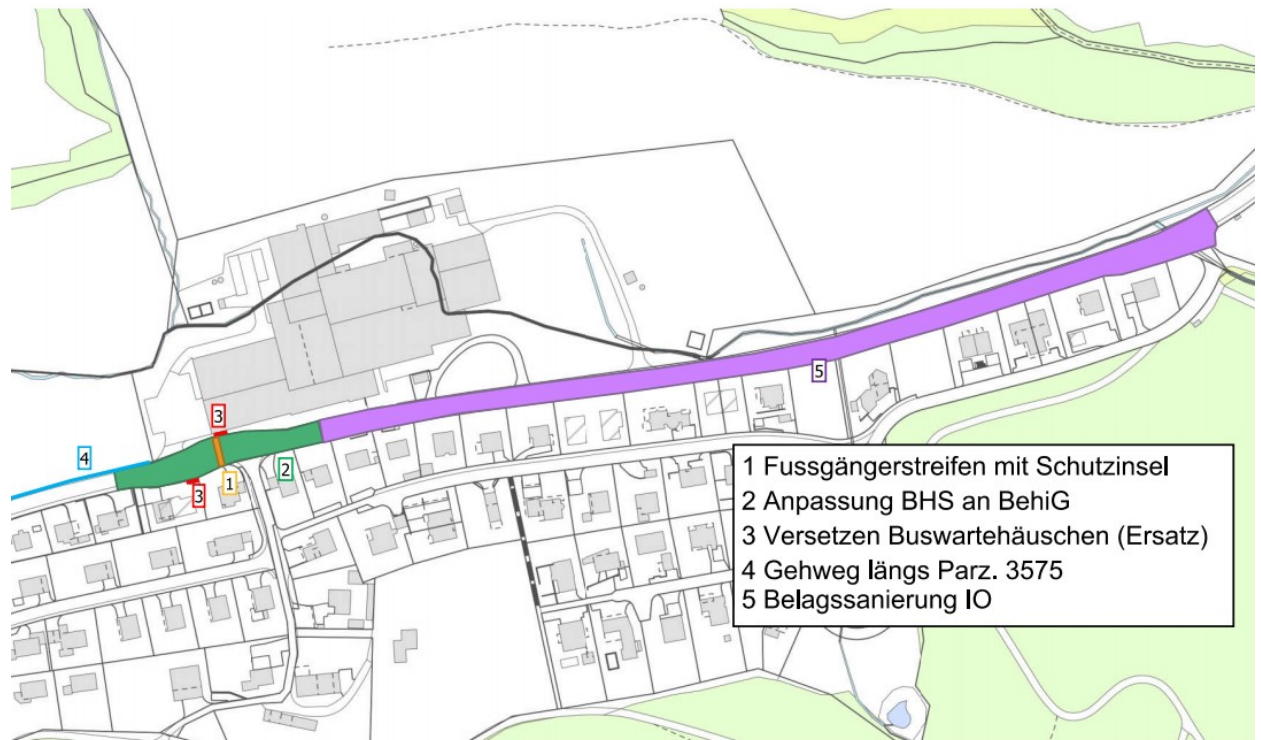 3
4
3
1
2
5
1 Fussgängerstreifen mit Schutzinsel
2 Anpassung BHS an BehiG
3 Versetzen Buswartehäuschen (Ersatz)
4 Gehweg längs Parz. 3575
5 Belagssanierung IO